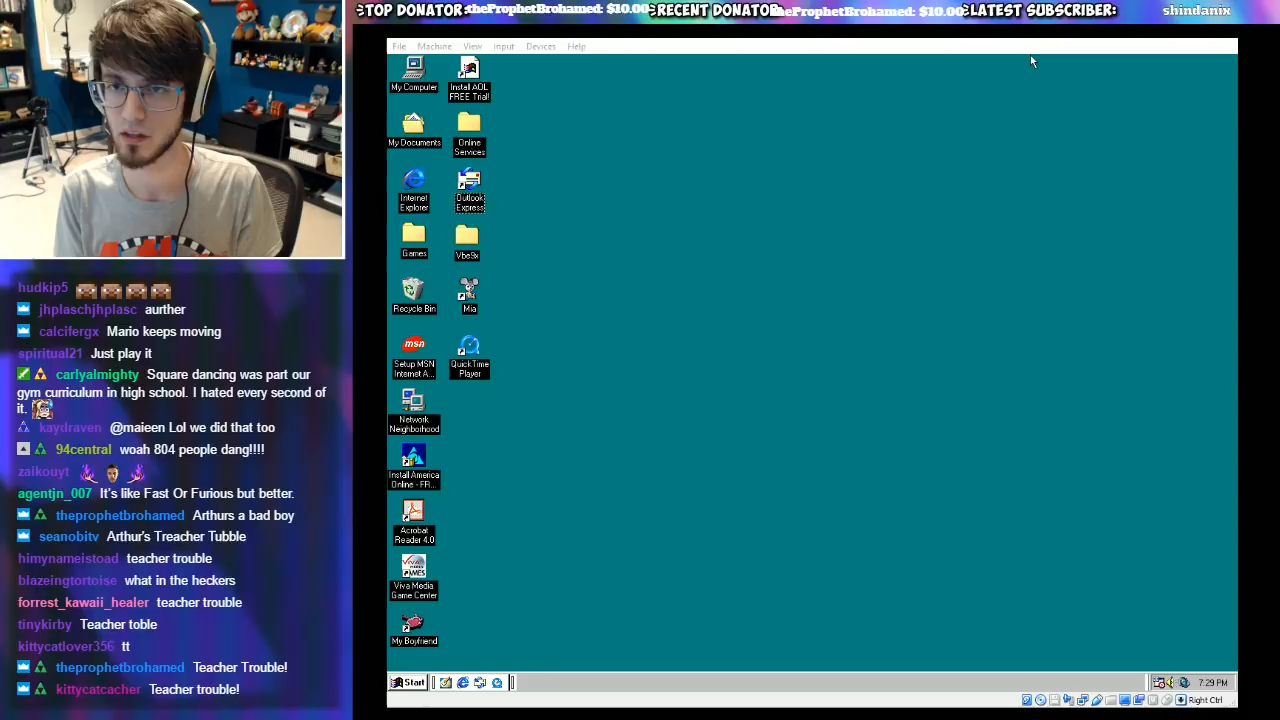 TOP DONATOR: theProphetBrohamed: $10.00 RECENT DONATOR: theProphetBrohamed: $10.00 LATEST SUBSCRIBER: shindanix
File Machine View Input Devices Help
My Computer
Install AOL
FREE Trial!
My Documents
Online
Services
Internet
Explorer
Outlook
Express
Games
Vbe9x
Recycle Bin
Mia
msn
Setup MSN
Internet A...
QuickTime
Player
Network
Neighborhood
Install America
Online - FR...
Acrobat
Reader 4.0
VIVA
GAMES
Viva Media
Game Center
My Boyfriend
Start
7:29 PM
Right Ctrl
hudkip5
jhplaschjhplasc aurther
calcifergx Mario keeps moving
spiritual21 Just play it
carlyalmighty Square dancing was part our
gym curriculum in high school. I hated every second of
it.
kaydraven @maieen Lol we did that too
94central woah 804 people dang!!!!
zaikouyt
agentjn_007 It's like Fast Or Furious but better.
theprophetbrohamed Arthurs a bad boy
seanobitv Arthur's Treacher Tubble
himynameistoad teacher trouble
blazeingtortoise what in the heckers
forrest_kawaii_healer teacher trouble
tinykirby Teacher toble
kittycatlover356 tt
theprophetbrohamed Teacher Trouble!
kittycatcacher Teacher trouble!